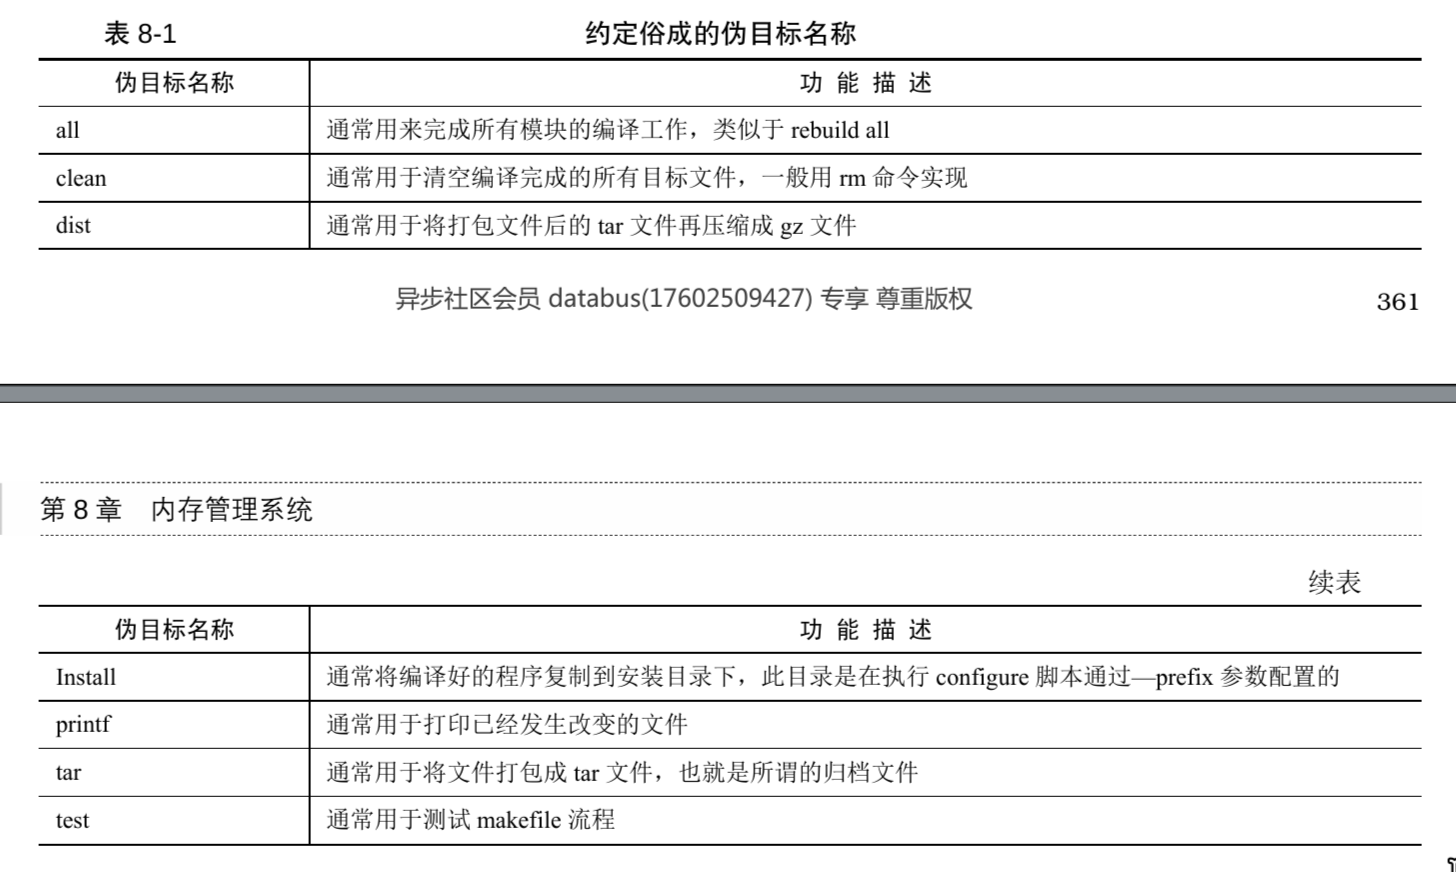 表 8-1 约定俗成的伪目标名称
伪目标名称 功 能 描 述
all 通常用来完成所有模块的编译工作，类似于 rebuild all
clean 通常用于清空编译完成的所有目标文件，一般用 rm 命令实现
dist 通常用于将打包文件后的 tar 文件再压缩成 gz 文件
异步社区会员 databus(17602509427) 专享 尊重版权 361
第 8 章 内存管理系统
续表
伪目标名称 功 能 描 述
Install 通常将编译好的程序复制到安装目录下，此目录是在执行 configure 脚本通过—prefix 参数配置的
printf 通常用于打印已经发生改变的文件
tar 通常用于将文件打包成 tar 文件，也就是所谓的归档文件
test 通常用于测试 makefile 流程